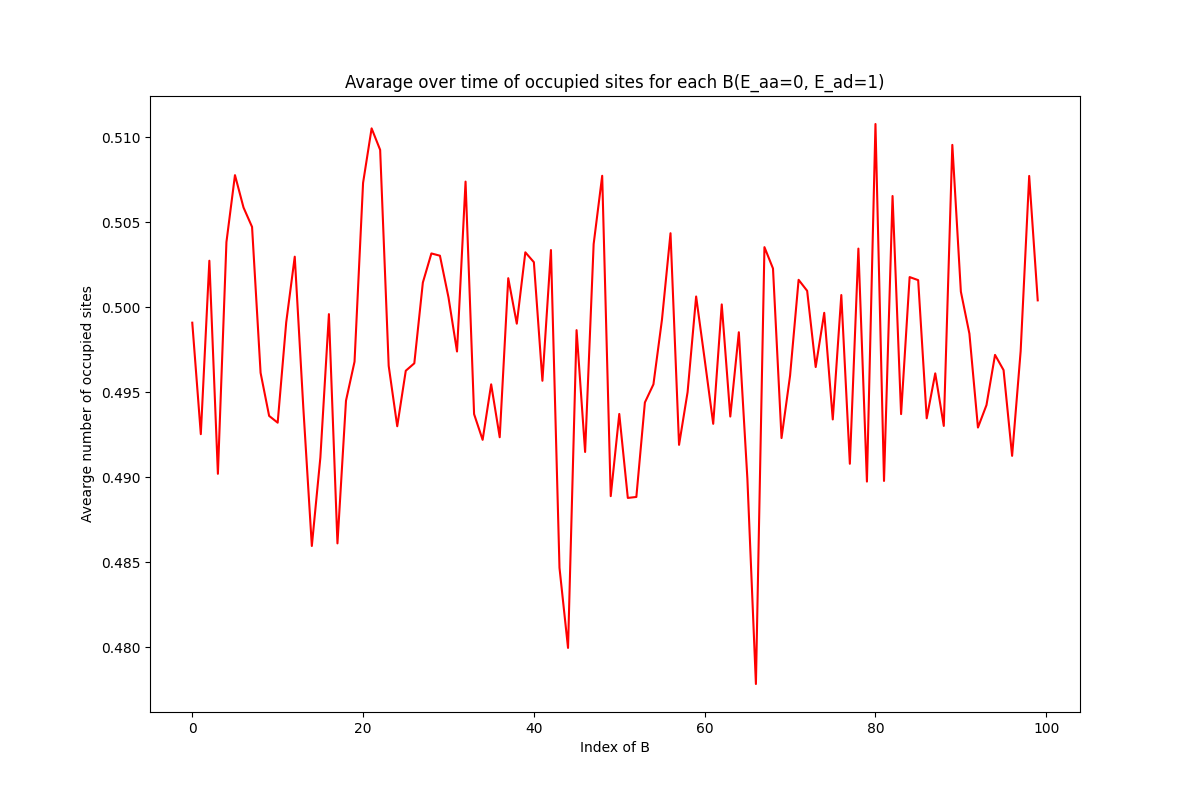 Avarage over time of occupied sites for each B(E_aa=0, E_ad=1)
0.510
0.505
0.500
0.495
0.490
0.485
0.480
Avearge number of occupied sites
0 20 40 60 80 100
Index of B